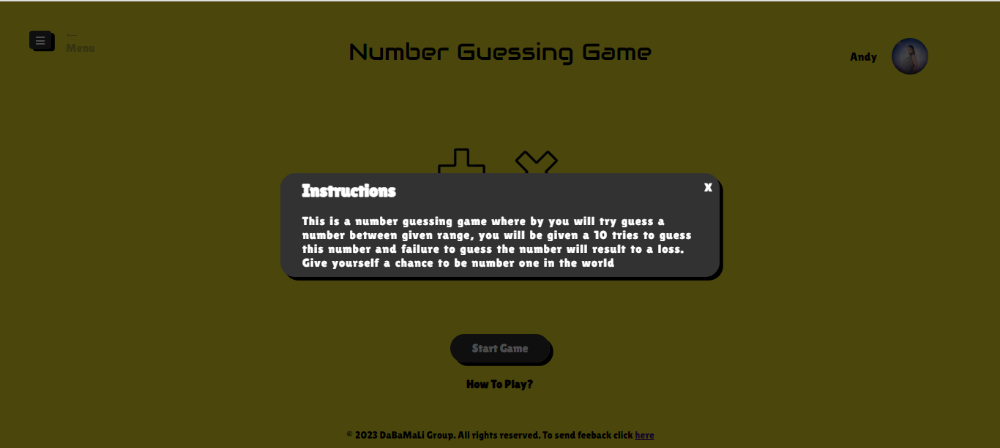 ←
Menu
Number Guessing Game
Andy
Instructions
X
This is a number guessing game where by you will try guess a
number between given range, you will be given a 10 tries to guess
this number and failure to guess the number will result to a loss.
Give yourself a chance to be number one in the world
Start Game
How To Play?
© 2023 DaBaMaLi Group. All rights reserved. To send feeback click here